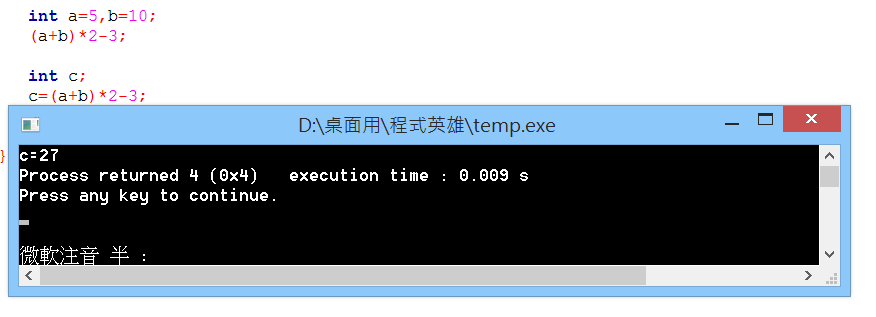 int a=5,b=10;
(a+b)*2-3;
int c;
c=(a+b)*2-3;
D:\桌面用\程式英雄\temp.exe
}
c=27
Process returned 4 (0x4)   execution time : 0.009 s
Press any key to continue.
微軟注音 半 :